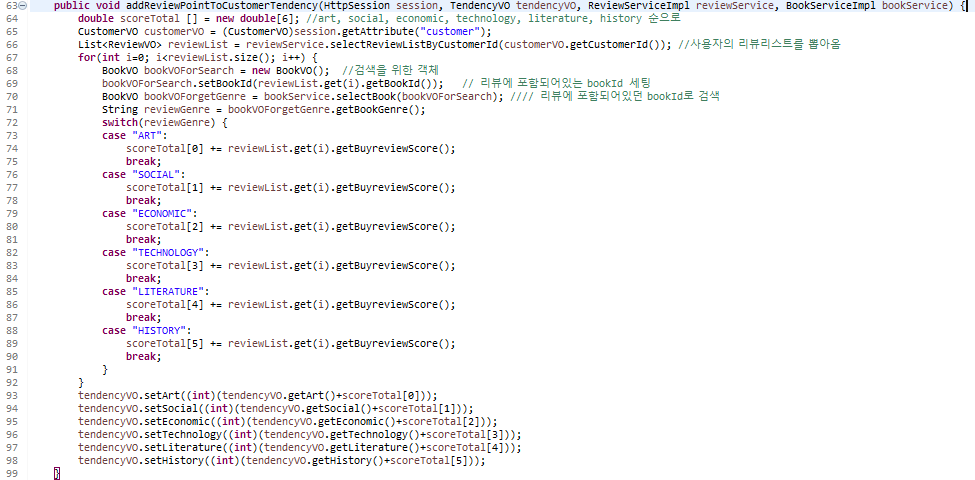 63 public void addReviewPointToCustomerTendency(HttpSession session, TendencyVO tendencyVO, ReviewServiceImpl reviewService, BookServiceImpl bookService) {
64 double scoreTotal [] = new double[6]; //art, social, economic, technology, literature, history 순으로
65 CustomerVO customerVO = (CustomerVO)session.getAttribute("customer");
66 List<ReviewVO> reviewList = reviewService.selectReviewListByCustomerId(customerVO.getCustomerId()); //사용자의 리뷰리스트를 뽑아옴
67 for(int i=0; i<reviewList.size(); i++) {
68 BookVO bookVOForSearch = new BookVO(); //검색을 위한 객체
69 bookVOForSearch.setBookId(reviewList.get(i).getBookId()); // 리뷰에 포함되어있는 bookId 세팅
70 BookVO bookVOForgetGenre = bookService.selectBook(bookVOForSearch); //// 리뷰에 포함되어있던 bookId로 검색
71 String reviewGenre = bookVOForgetGenre.getBookGenre();
72 switch(reviewGenre) {
73 case "ART":
74 scoreTotal[0] += reviewList.get(i).getBuyreviewScore();
75 break;
76 case "SOCIAL":
77 scoreTotal[1] += reviewList.get(i).getBuyreviewScore();
78 break;
79 case "ECONOMIC":
80 scoreTotal[2] += reviewList.get(i).getBuyreviewScore();
81 break;
82 case "TECHNOLOGY":
83 scoreTotal[3] += reviewList.get(i).getBuyreviewScore();
84 break;
85 case "LITERATURE":
86 scoreTotal[4] += reviewList.get(i).getBuyreviewScore();
87 break;
88 case "HISTORY":
89 scoreTotal[5] += reviewList.get(i).getBuyreviewScore();
90 break;
91 }
92 }
93 tendencyVO.setArt((int)(tendencyVO.getArt()+scoreTotal[0]));
94 tendencyVO.setSocial((int)(tendencyVO.getSocial()+scoreTotal[1]));
95 tendencyVO.setEconomic((int)(tendencyVO.getEconomic()+scoreTotal[2]));
96 tendencyVO.setTechnology((int)(tendencyVO.getTechnology()+scoreTotal[3]));
97 tendencyVO.setLiterature((int)(tendencyVO.getLiterature()+scoreTotal[4]));
98 tendencyVO.setHistory((int)(tendencyVO.getHistory()+scoreTotal[5]));
99 }